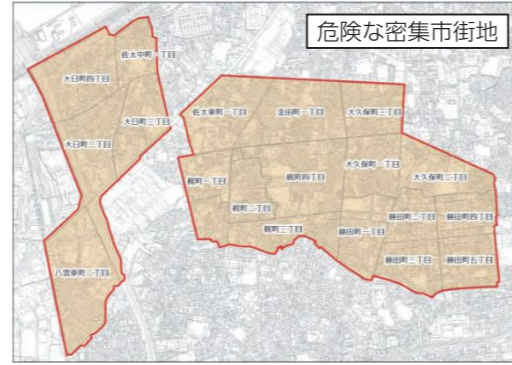 危険な密集市街地
佐太中町一丁目
大日町四丁目
大日町三丁目
大日町二丁目
八雲東町二丁目
佐太東町一丁目
金田町一丁目
大久保町三丁目
大久保町一丁目
大久保町二丁目
梶町一丁目
梶町四丁目
梶町二丁目
梶町三丁目
藤田町一丁目
藤田町二丁目
藤田町四丁目
藤田町三丁目
藤田町五丁目